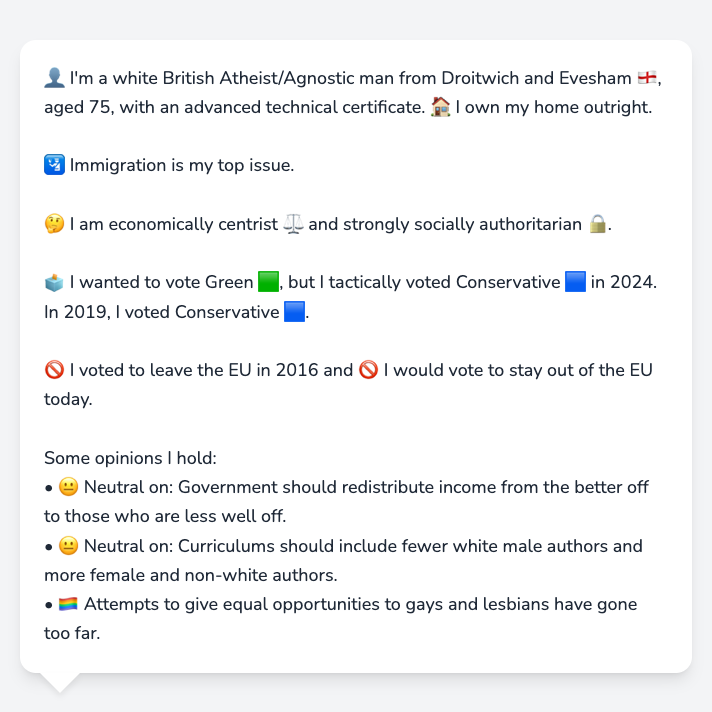 👤 I'm a white British Atheist/Agnostic man from Droitwich and Evesham 🏴󠁧󠁢󠁥󠁮󠁧󠁿,
aged 75, with an advanced technical certificate. 🏠 I own my home outright.
🛂 Immigration is my top issue.
🤔 I am economically centrist ⚖️ and strongly socially authoritarian 🔒.
🗳️ I wanted to vote Green 🟩, but I tactically voted Conservative 🟦 in 2024.
In 2019, I voted Conservative 🟦.
🚫 I voted to leave the EU in 2016 and 🚫 I would vote to stay out of the EU
today.
Some opinions I hold:
• 😐 Neutral on: Government should redistribute income from the better off
to those who are less well off.
• 😐 Neutral on: Curriculums should include fewer white male authors and
more female and non-white authors.
• 🏳️‍🌈 Attempts to give equal opportunities to gays and lesbians have gone
too far.